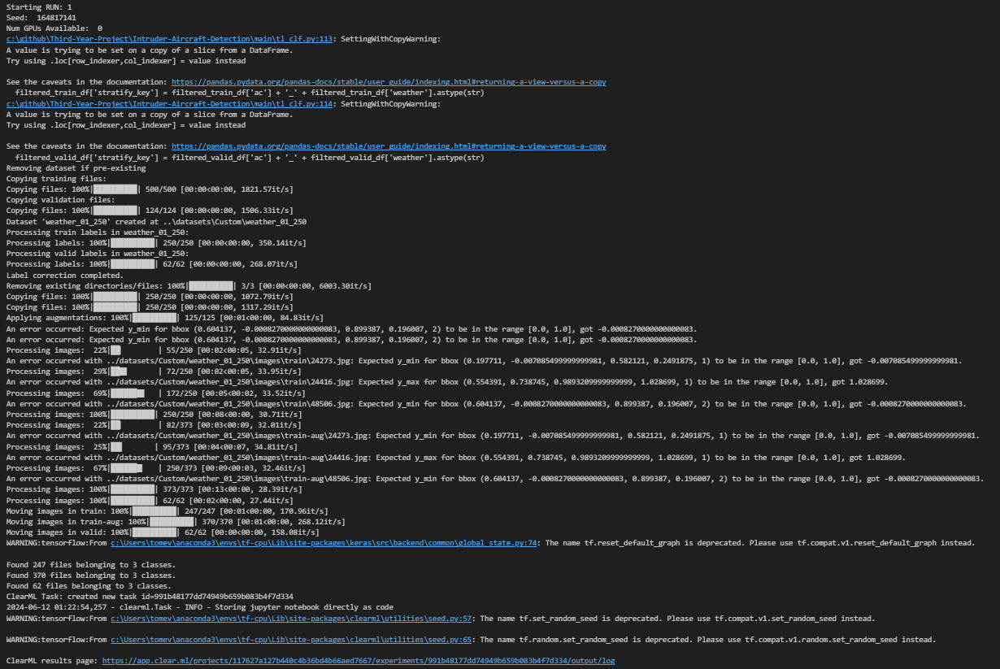 Starting RUN: 1
Seed:  164817141
Num GPUs Available:  0
c:\github\Third-Year-Project\Intruder-Aircraft-Detection\main\tl_clf.py:113: SettingWithCopyWarning:
A value is trying to be set on a copy of a slice from a DataFrame.
Try using .loc[row_indexer,col_indexer] = value instead

See the caveats in the documentation: https://pandas.pydata.org/pandas-docs/stable/user_guide/indexing.html#returning-a-view-versus-a-copy
  filtered_train_df['stratify_key'] = filtered_train_df['ac'] + '_' + filtered_train_df['weather'].astype(str)
c:\github\Third-Year-Project\Intruder-Aircraft-Detection\main\tl_clf.py:114: SettingWithCopyWarning:
A value is trying to be set on a copy of a slice from a DataFrame.
Try using .loc[row_indexer,col_indexer] = value instead

See the caveats in the documentation: https://pandas.pydata.org/pandas-docs/stable/user_guide/indexing.html#returning-a-view-versus-a-copy
  filtered_valid_df['stratify_key'] = filtered_valid_df['ac'] + '_' + filtered_valid_df['weather'].astype(str)
Removing dataset if pre-existing
Copying training files:
Copying files: 100%|██████████| 500/500 [00:00<00:00, 1821.57it/s]
Copying validation files:
Copying files: 100%|██████████| 124/124 [00:00<00:00, 1506.33it/s]
Dataset 'weather_01_250' created at ..\datasets\Custom\weather_01_250
Processing train labels in weather_01_250:
Processing labels: 100%|██████████| 250/250 [00:00<00:00, 350.14it/s]
Processing valid labels in weather_01_250:
Processing labels: 100%|██████████| 62/62 [00:00<00:00, 268.07it/s]
Label correction completed.
Removing existing directories/files: 100%|██████████| 3/3 [00:00<00:00, 6003.30it/s]
Copying files: 100%|██████████| 250/250 [00:00<00:00, 1072.79it/s]
Copying files: 100%|██████████| 250/250 [00:00<00:00, 1317.29it/s]
Applying augmentations: 100%|██████████| 125/125 [00:01<00:00, 84.83it/s]
An error occurred: Expected y_min for bbox (0.604137, -0.0008270000000000083, 0.899387, 0.196007, 2) to be in the range [0.0, 1.0], got -0.0008270000000000083.
An error occurred: Expected y_min for bbox (0.604137, -0.0008270000000000083, 0.899387, 0.196007, 2) to be in the range [0.0, 1.0], got -0.0008270000000000083.
Processing images:  22%|██▏       | 55/250 [00:02<00:05, 32.91it/s]
An error occurred with ../datasets/Custom/weather_01_250\images\train\24273.jpg: Expected y_min for bbox (0.197711, -0.007085499999999981, 0.582121, 0.2491875, 1) to be in the range [0.0, 1.0], got -0.007085499999999981.
Processing images:  29%|██▉       | 72/250 [00:02<00:05, 33.95it/s]
An error occurred with ../datasets/Custom/weather_01_250\images\train\24416.jpg: Expected y_max for bbox (0.554391, 0.738745, 0.9893209999999999, 1.028699, 1) to be in the range [0.0, 1.0], got 1.028699.
Processing images:  69%|██████▉   | 172/250 [00:05<00:02, 33.52it/s]
An error occurred with ../datasets/Custom/weather_01_250\images\train\48506.jpg: Expected y_min for bbox (0.604137, -0.0008270000000000083, 0.899387, 0.196007, 2) to be in the range [0.0, 1.0], got -0.0008270000000000083.
Processing images: 100%|██████████| 250/250 [00:08<00:00, 30.71it/s]
Processing images:  22%|██▏       | 82/373 [00:03<00:09, 32.01it/s]
An error occurred with ../datasets/Custom/weather_01_250\images\train-aug\24273.jpg: Expected y_min for bbox (0.197711, -0.007085499999999981, 0.582121, 0.2491875, 1) to be in the range [0.0, 1.0], got -0.007085499999999981.
Processing images:  25%|██▌       | 95/373 [00:04<00:07, 34.81it/s]
An error occurred with ../datasets/Custom/weather_01_250\images\train-aug\24416.jpg: Expected y_max for bbox (0.554391, 0.738745, 0.9893209999999999, 1.028699, 1) to be in the range [0.0, 1.0], got 1.028699.
Processing images:  67%|██████▋   | 250/373 [00:09<00:03, 32.46it/s]
An error occurred with ../datasets/Custom/weather_01_250\images\train-aug\48506.jpg: Expected y_min for bbox (0.604137, -0.0008270000000000083, 0.899387, 0.196007, 2) to be in the range [0.0, 1.0], got -0.0008270000000000083.
Processing images: 100%|██████████| 373/373 [00:13<00:00, 28.39it/s]
Processing images: 100%|██████████| 62/62 [00:02<00:00, 27.44it/s]
Moving images in train: 100%|██████████| 247/247 [00:01<00:00, 170.96it/s]
Moving images in train-aug: 100%|██████████| 370/370 [00:01<00:00, 268.12it/s]
Moving images in valid: 100%|██████████| 62/62 [00:00<00:00, 158.08it/s]
WARNING:tensorflow:From c:\Users\tomev\anaconda3\envs\tf-cpu\Lib\site-packages\keras\src\backend\common\global_state.py:74: The name tf.reset_default_graph is deprecated. Please use tf.compat.v1.reset_default_graph instead.

Found 247 files belonging to 3 classes.
Found 370 files belonging to 3 classes.
Found 62 files belonging to 3 classes.
ClearML Task: created new task id=991b48177dd74949b659b083b4f7d334
2024-06-12 01:22:54,257 - clearml.Task - INFO - Storing jupyter notebook directly as code
WARNING:tensorflow:From c:\Users\tomev\anaconda3\envs\tf-cpu\Lib\site-packages\clearml\utilities\seed.py:57: The name tf.set_random_seed is deprecated. Please use tf.compat.v1.set_random_seed instead.

WARNING:tensorflow:From c:\Users\tomev\anaconda3\envs\tf-cpu\Lib\site-packages\clearml\utilities\seed.py:65: The name tf.random.set_random_seed is deprecated. Please use tf.compat.v1.random.set_random_seed instead.

ClearML results page: https://app.clear.ml/projects/117627a127b440c4b36bd4b66aed7667/experiments/991b48177dd74949b659b083b4f7d334/output/log